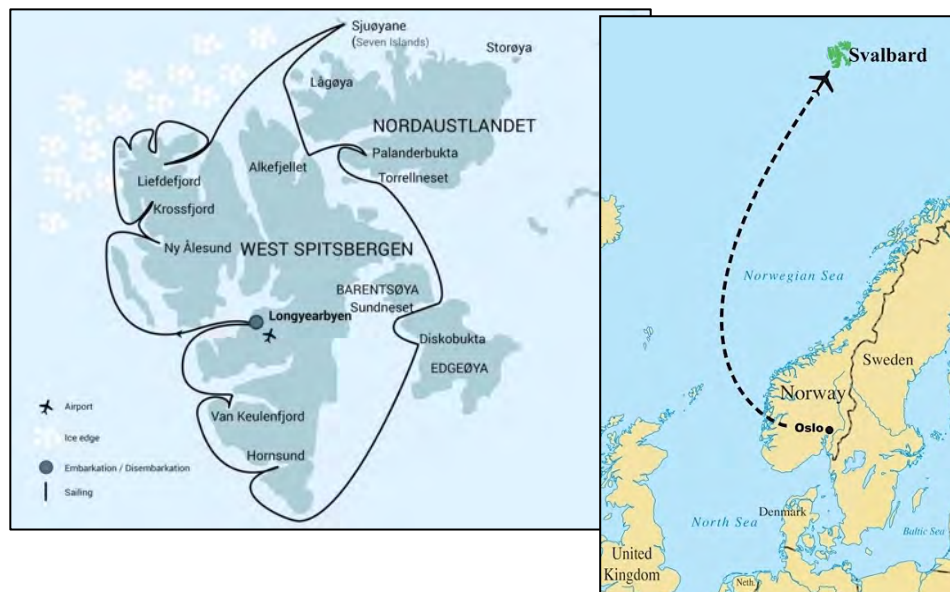 Sjuøyane
(Seven Islands)
Storøya
Lågøya
NORDAUSTLANDET
Palanderbukta
Alkefjellet
Torrellneset
Liefdefjord
Krossfjord
Ny Ålesund
WEST SPITSBERGEN
BARENTSØYA
Sundneset
Longyearbyen
Diskobukta
EDGEØYA
Van Keulenfjord
Hornsund
Airport
Ice edge
Embarkation / Disembarkation
Sailing
Svalbard
Norwegian Sea
Sweden
Norway
Oslo
North Sea
Denmark
Baltic Sea
United
Kingdom
Neth.